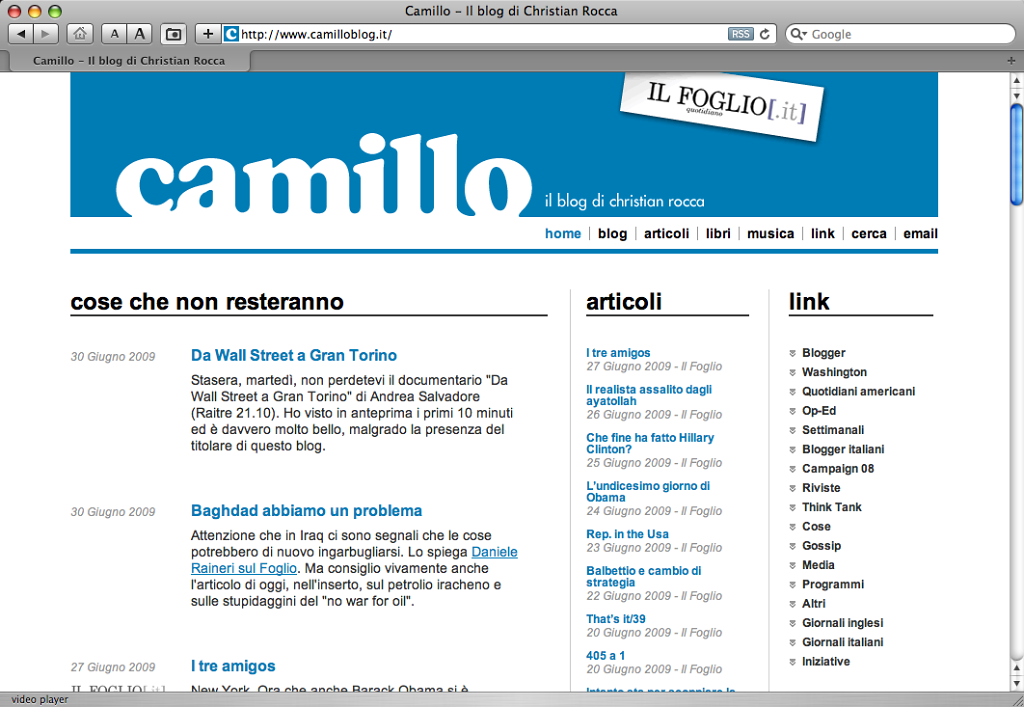 Camillo – Il blog di Christian Rocca
A A + http://www.camilloblog.it/ RSS Google
Camillo – Il blog di Christian Rocca
IL FOGLIO[.it]
quotidiano
camillo
il blog di christian rocca
home | blog | articoli | libri | musica | link | cerca | email
cose che non resteranno
30 Giugno 2009
Da Wall Street a Gran Torino
Stasera, martedì, non perdetevi il documentario "Da
Wall Street a Gran Torino" di Andrea Salvadore
(Raitre 21.10). Ho visto in anteprima i primi 10 minuti
ed è davvero molto bello, malgrado la presenza del
titolare di questo blog.
30 Giugno 2009
Baghdad abbiamo un problema
Attenzione che in Iraq ci sono segnali che le cose
potrebbero di nuovo ingarbugliarsi. Lo spiega Daniele
Raineri sul Foglio. Ma consiglio vivamente anche
l'articolo di oggi, nell'inserto, sul petrolio iracheno e
sulle stupidaggini del "no war for oil".
27 Giugno 2009
I tre amigos
IL FOGLIO[.it]
New York. Ora che anche Barack Obama si è
articoli
I tre amigos
27 Giugno 2009 - Il Foglio
Il realista assalito dagli
ayatollah
26 Giugno 2009 - Il Foglio
Che fine ha fatto Hillary
Clinton?
25 Giugno 2009 - Il Foglio
L'undicesimo giorno di
Obama
24 Giugno 2009 - Il Foglio
Rep. in the Usa
23 Giugno 2009 - Il Foglio
Balbettio e cambio di
strategia
22 Giugno 2009 - Il Foglio
That's it/39
20 Giugno 2009 - Il Foglio
405 a 1
20 Giugno 2009 - Il Foglio
link
Blogger
Washington
Quotidiani americani
Op-Ed
Settimanali
Blogger italiani
Campaign 08
Riviste
Think Tank
Cose
Gossip
Media
Programmi
Altri
Giornali inglesi
Giornali italiani
Iniziative
video player